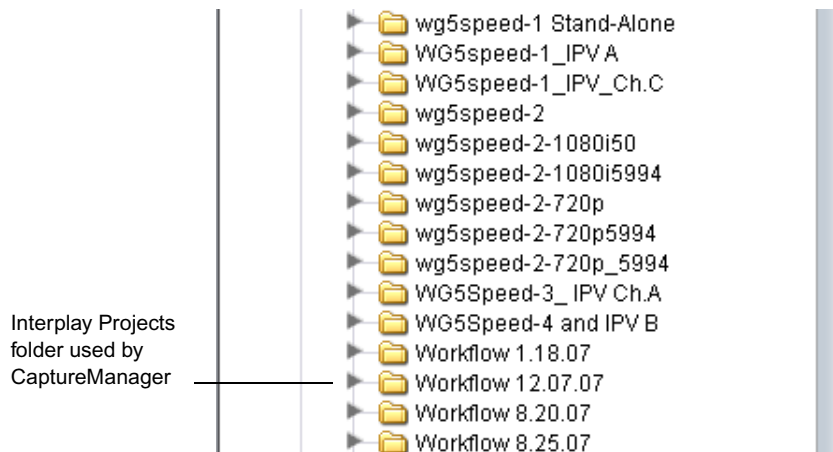 wg5speed-1 Stand-Alone
WG5speed-1_IPV A
WG5speed-1_IPV_Ch.C
wg5speed-2
wg5speed-2-1080i50
wg5speed-2-1080i5994
wg5speed-2-720p
wg5speed-2-720p5994
wg5speed-2-720p_5994
WG5Speed-3_ IPV Ch.A
WG5Speed-4 and IPV B
Workflow 1.18.07
Workflow 12.07.07
Workflow 8.20.07
Workflow 8.25.07
Interplay Projects
folder used by
CaptureManager